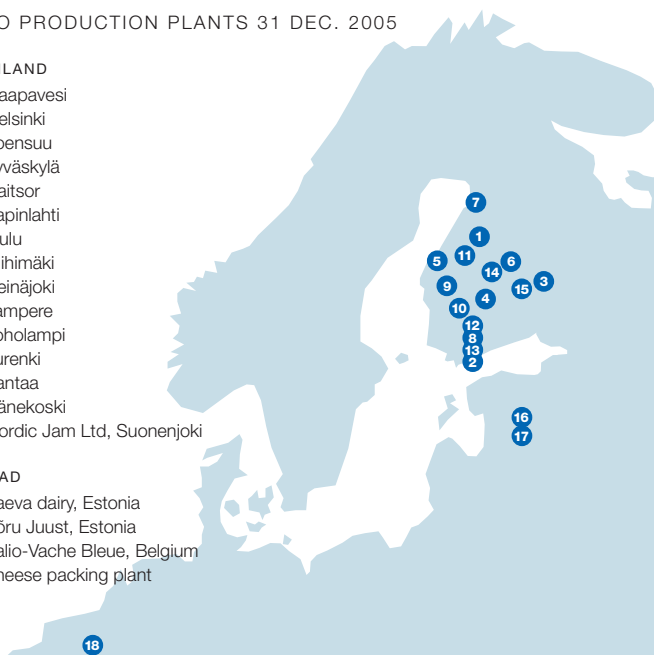 O PRODUCTION PLANTS 31 DEC. 2005
NLAND
aapavesi
elsinki
oensuu
yväskylä
aitsor
apinlahti
ulu
ihimäki
einäjoki
ampere
oholampi
urenki
antaa
änekoski
ordic Jam Ltd, Suonenjoki
AD
aeva dairy, Estonia
õru Juust, Estonia
alio-Vache Bleue, Belgium
heese packing plant
7
1
11
5
6
14
3
9
15
4
10
12
8
13
2
16
17
18